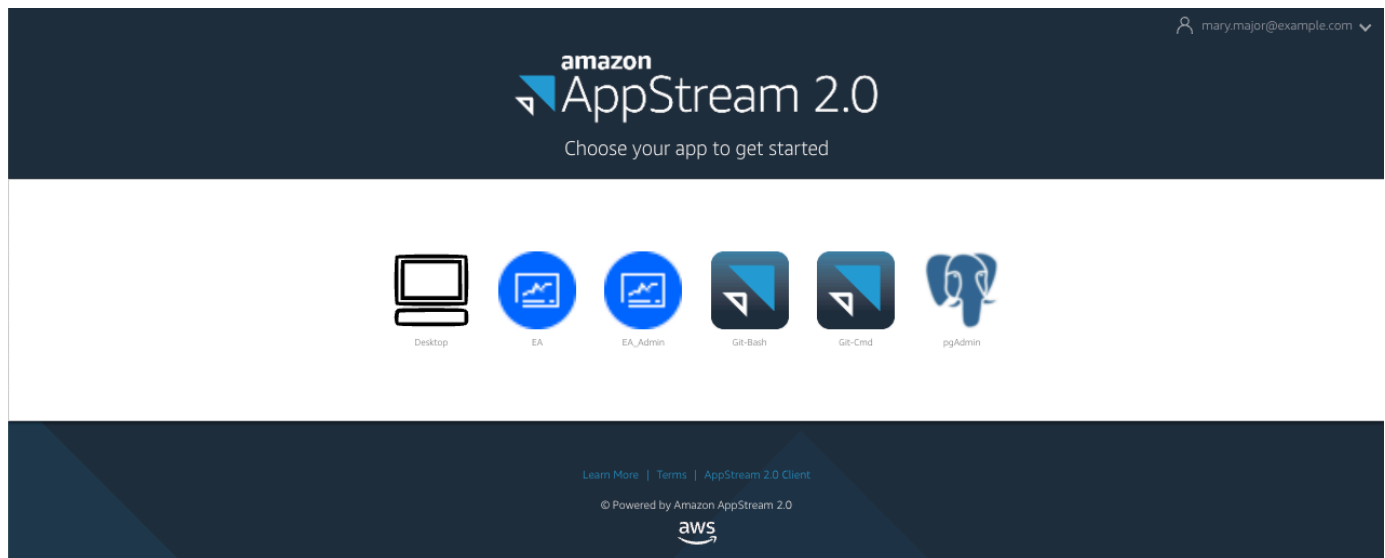 mary.major@example.com
amazon
AppStream 2.0
Choose your app to get started
Desktop EA EA_Admin Git-Bash Git-Cmd pgAdmin
Learn More | Terms | AppStream 2.0 Client
© Powered by Amazon AppStream 2.0
aws